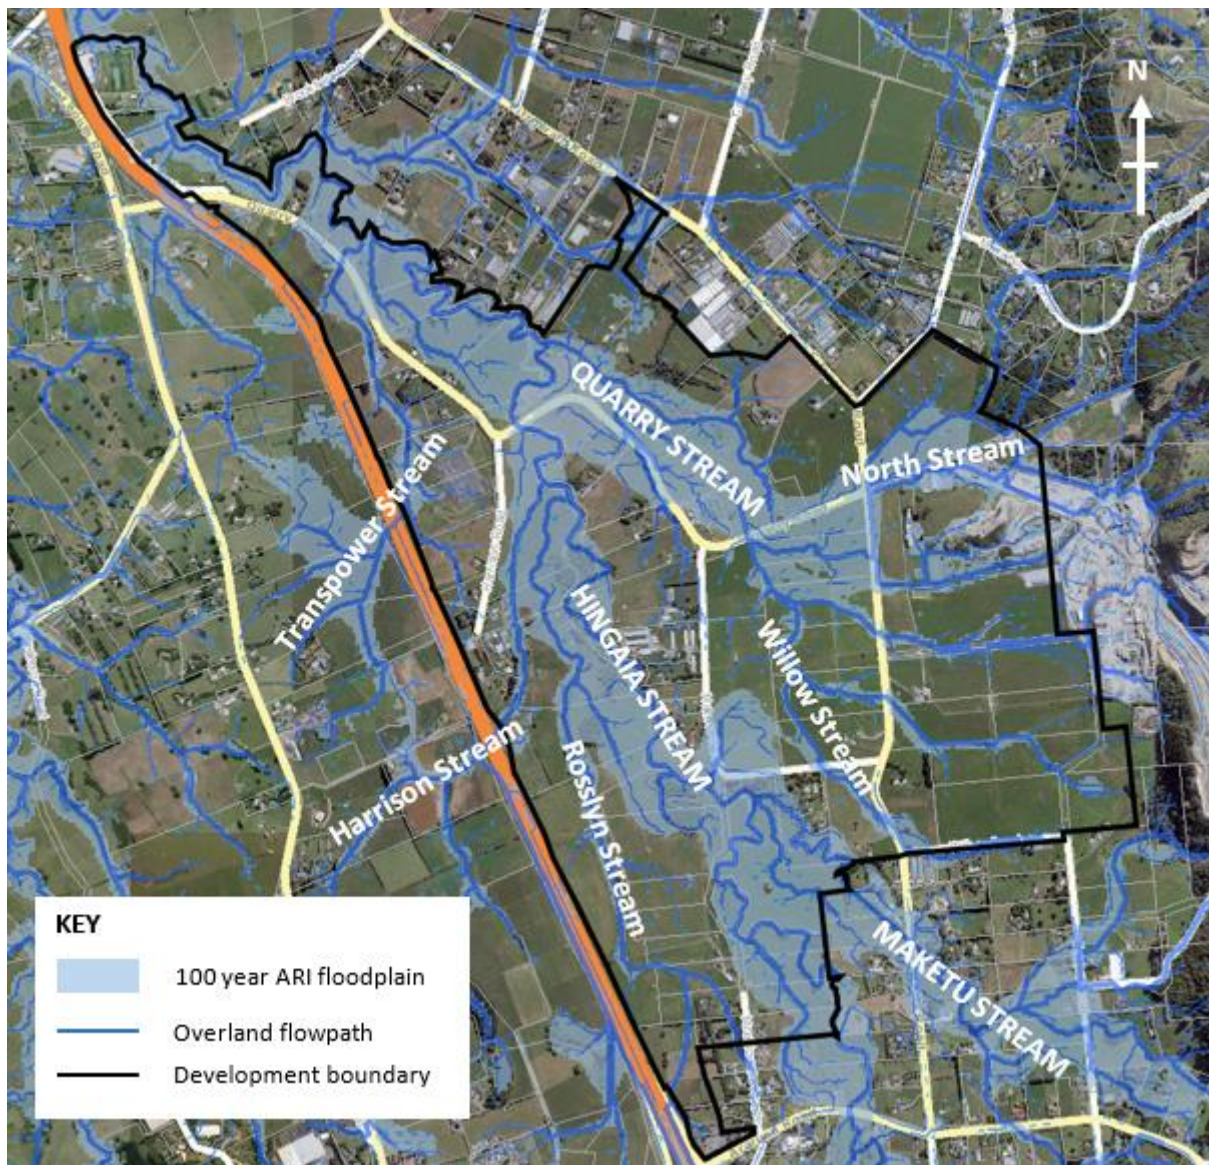 N
QUARRY STREAM
North Stream
Transpower Stream
HINGAIA STREAM
Willow Stream
Harrison Stream
Rosslyn Stream
MAKETU STREAM
KEY
100 year ARI floodplain
Overland flowpath
Development boundary